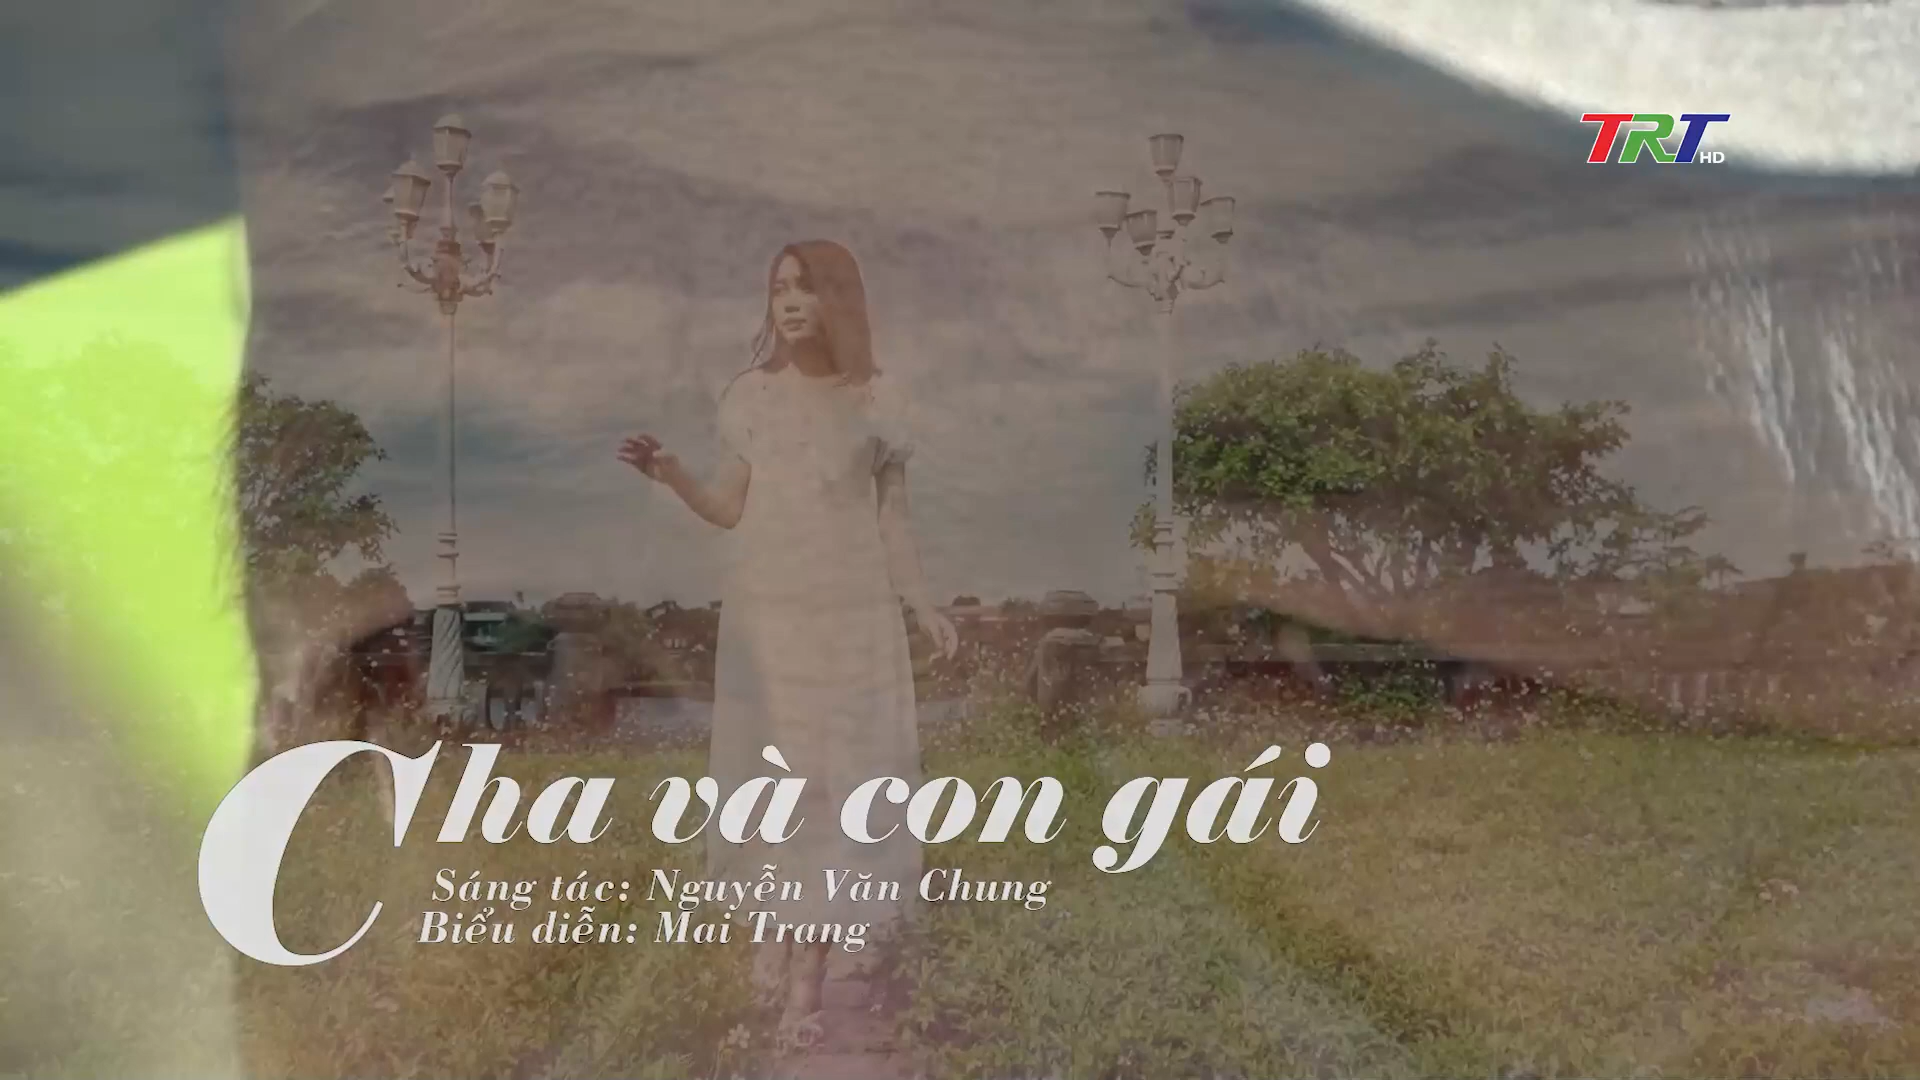 TRT HD
Cha và con gái
Sáng tác: Nguyễn Văn Chung
Biểu diễn: Mai Trang